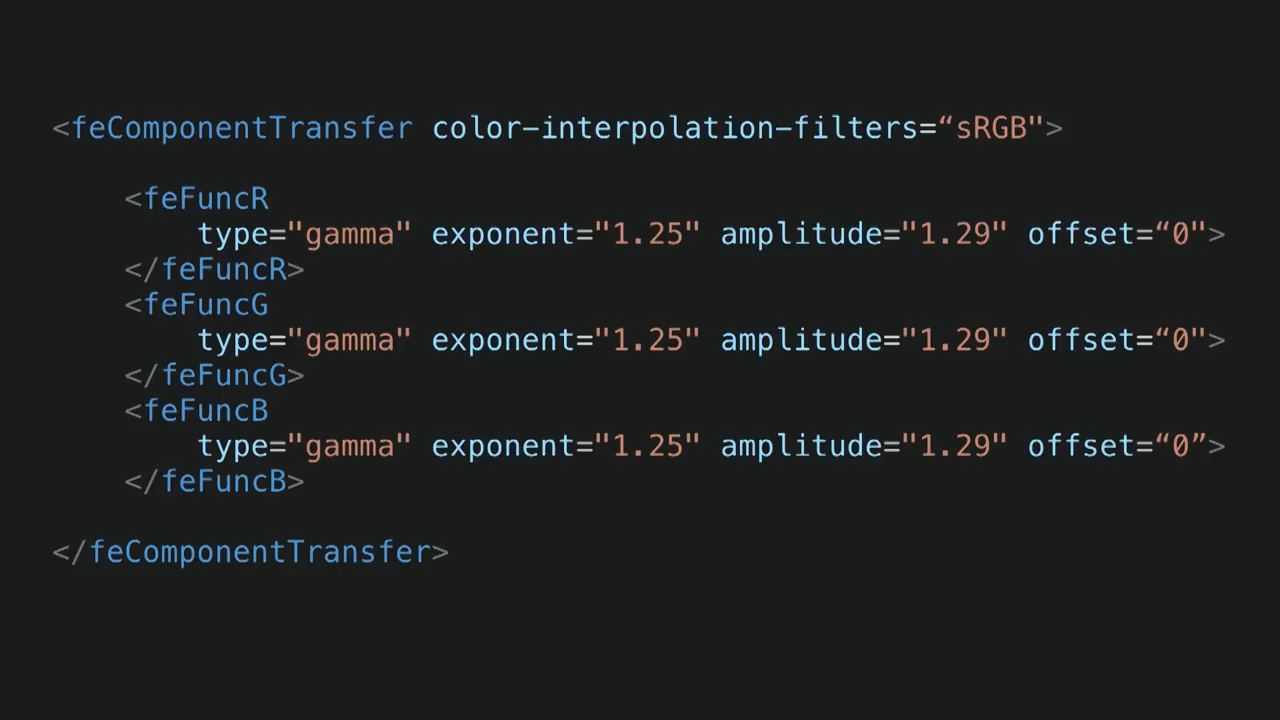 <feComponentTransfer color-interpolation-filters=“sRGB">
<feFuncR
type="gamma" exponent="1.25" amplitude="1.29" offset=“0">
</feFuncR>
<feFuncG
type="gamma" exponent="1.25" amplitude="1.29" offset=“0">
</feFuncG>
<feFuncB
type="gamma" exponent="1.25" amplitude="1.29" offset=“0”>
</feFuncB>
</feComponentTransfer>